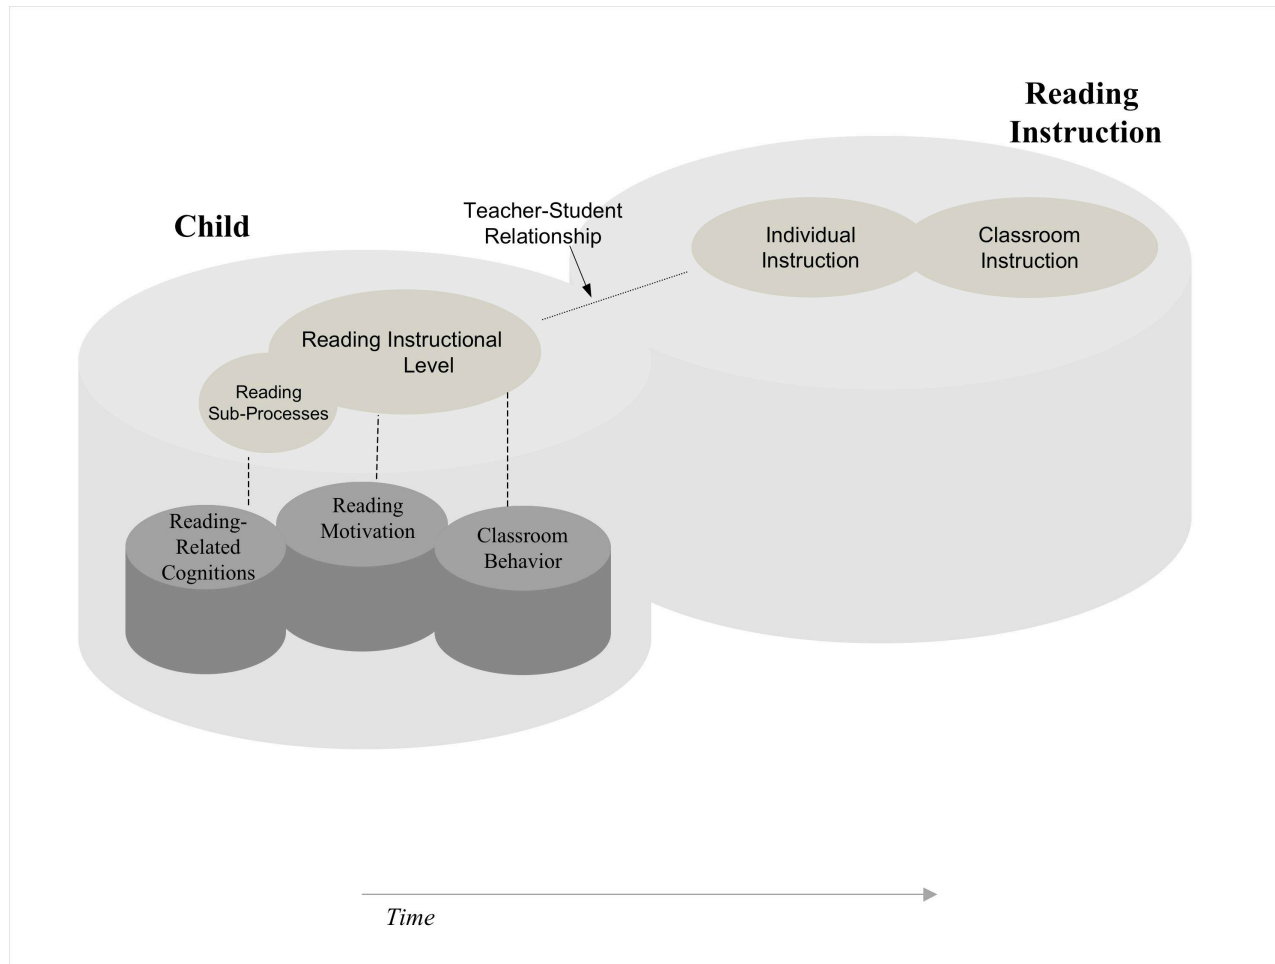 Reading
Instruction
Child
Teacher-Student
Relationship
Individual
Instruction
Classroom
Instruction
Reading Instructional
Level
Reading
Sub-Processes
Reading-
Related
Cognitions
Reading
Motivation
Classroom
Behavior
Time